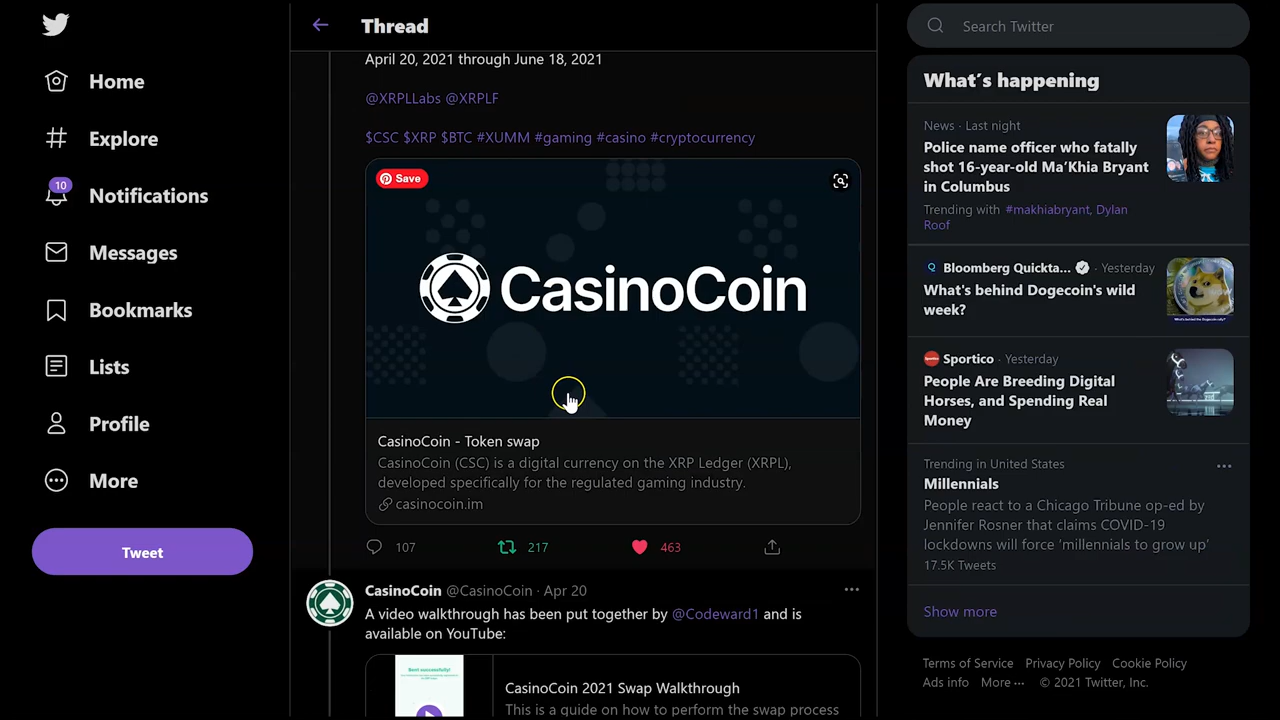 Home
Explore
10
Notifications
Messages
Bookmarks
Lists
Profile
More
Tweet
Thread
April 20, 2021 through June 18, 2021
@XRPLLabs @XRPLF
$CSC $XRP $BTC #XUMM #gaming #casino #cryptocurrency
Save
CasinoCoin
CasinoCoin - Token swap
CasinoCoin (CSC) is a digital currency on the XRP Ledger (XRPL),
developed specifically for the regulated gaming industry.
casinocoin.im
107 217 463
CasinoCoin @CasinoCoin · Apr 20
A video walkthrough has been put together by @Codeward1 and is
available on YouTube:
Sent successfully!
CasinoCoin 2021 Swap Walkthrough
This is a guide on how to perform the swap process
Search Twitter
What's happening
News · Last night
Police name officer who fatally
shot 16-year-old Ma'Khia Bryant
in Columbus
Trending with #makhiabryant, Dylan
Roof
Bloomberg Quickta... · Yesterday
What's behind Dogecoin's wild
week?
Sportico · Yesterday
People Are Breeding Digital
Horses, and Spending Real
Money
Trending in United States
Millennials
People react to a Chicago Tribune op-ed by
Jennifer Rosner that claims COVID-19
lockdowns will force 'millennials to grow up'
17.5K Tweets
Show more
Terms of Service Privacy Policy Cookie Policy
Ads info More ··· © 2021 Twitter, Inc.